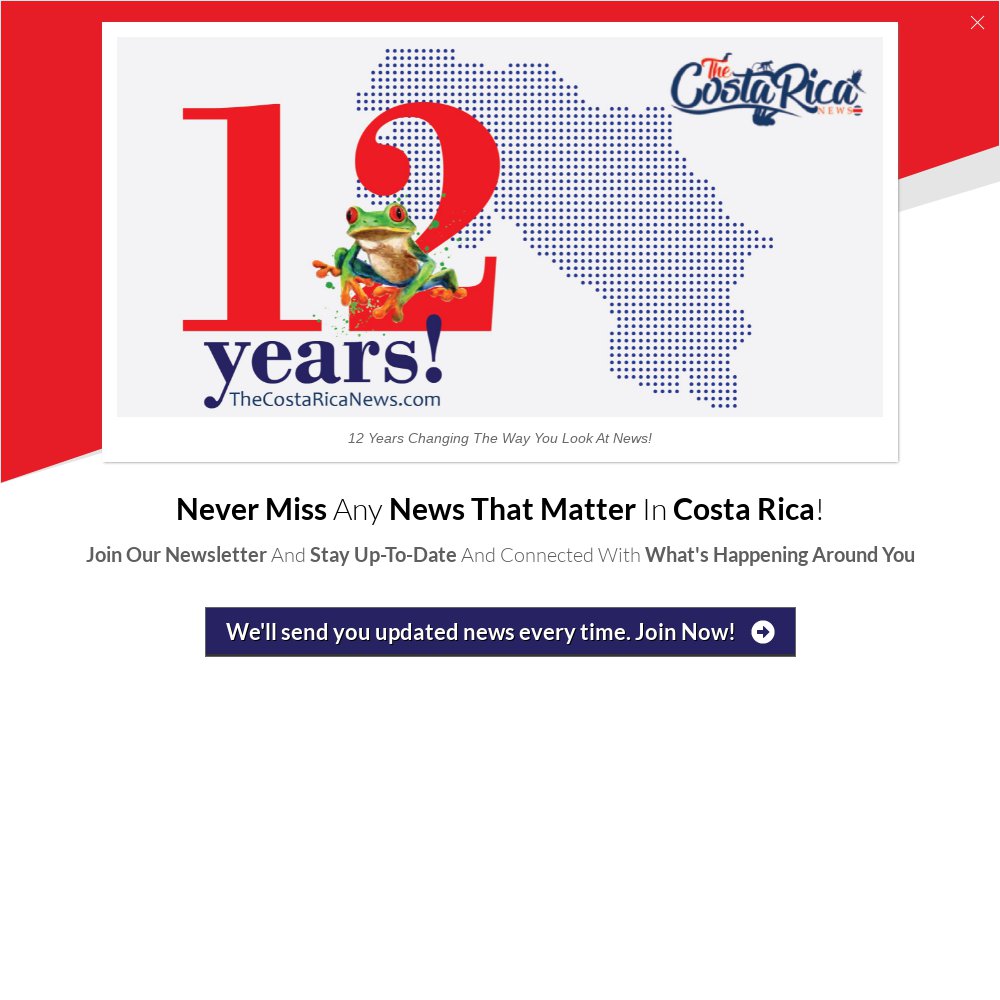 The
Costa Rica
NEWS
12
years!
TheCostaRicaNews.com
12 Years Changing The Way You Look At News!
Never Miss Any News That Matter In Costa Rica!
Join Our Newsletter And Stay Up-To-Date And Connected With What's Happening Around You
We'll send you updated news every time. Join Now!